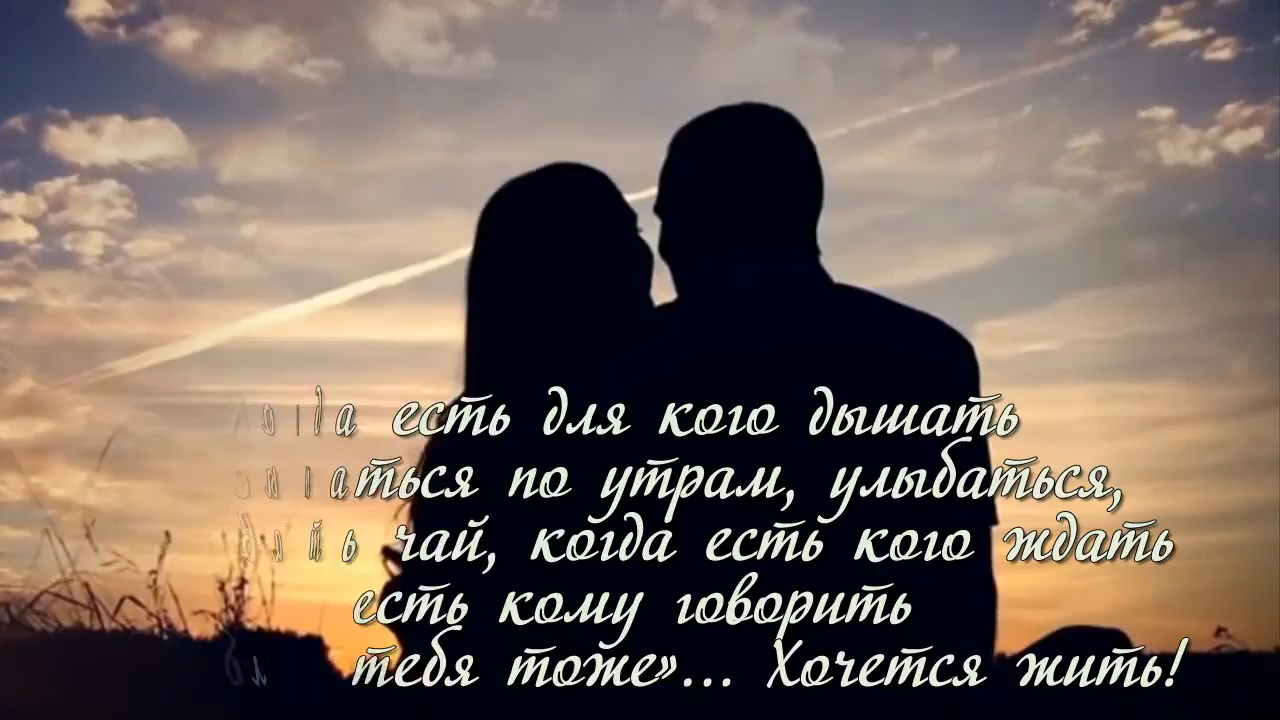 Когда есть для кого дышать
по утрам, улыбаться,
чай, когда есть кого ждать
есть кому говорить
тебя тоже»... Хочется жить!